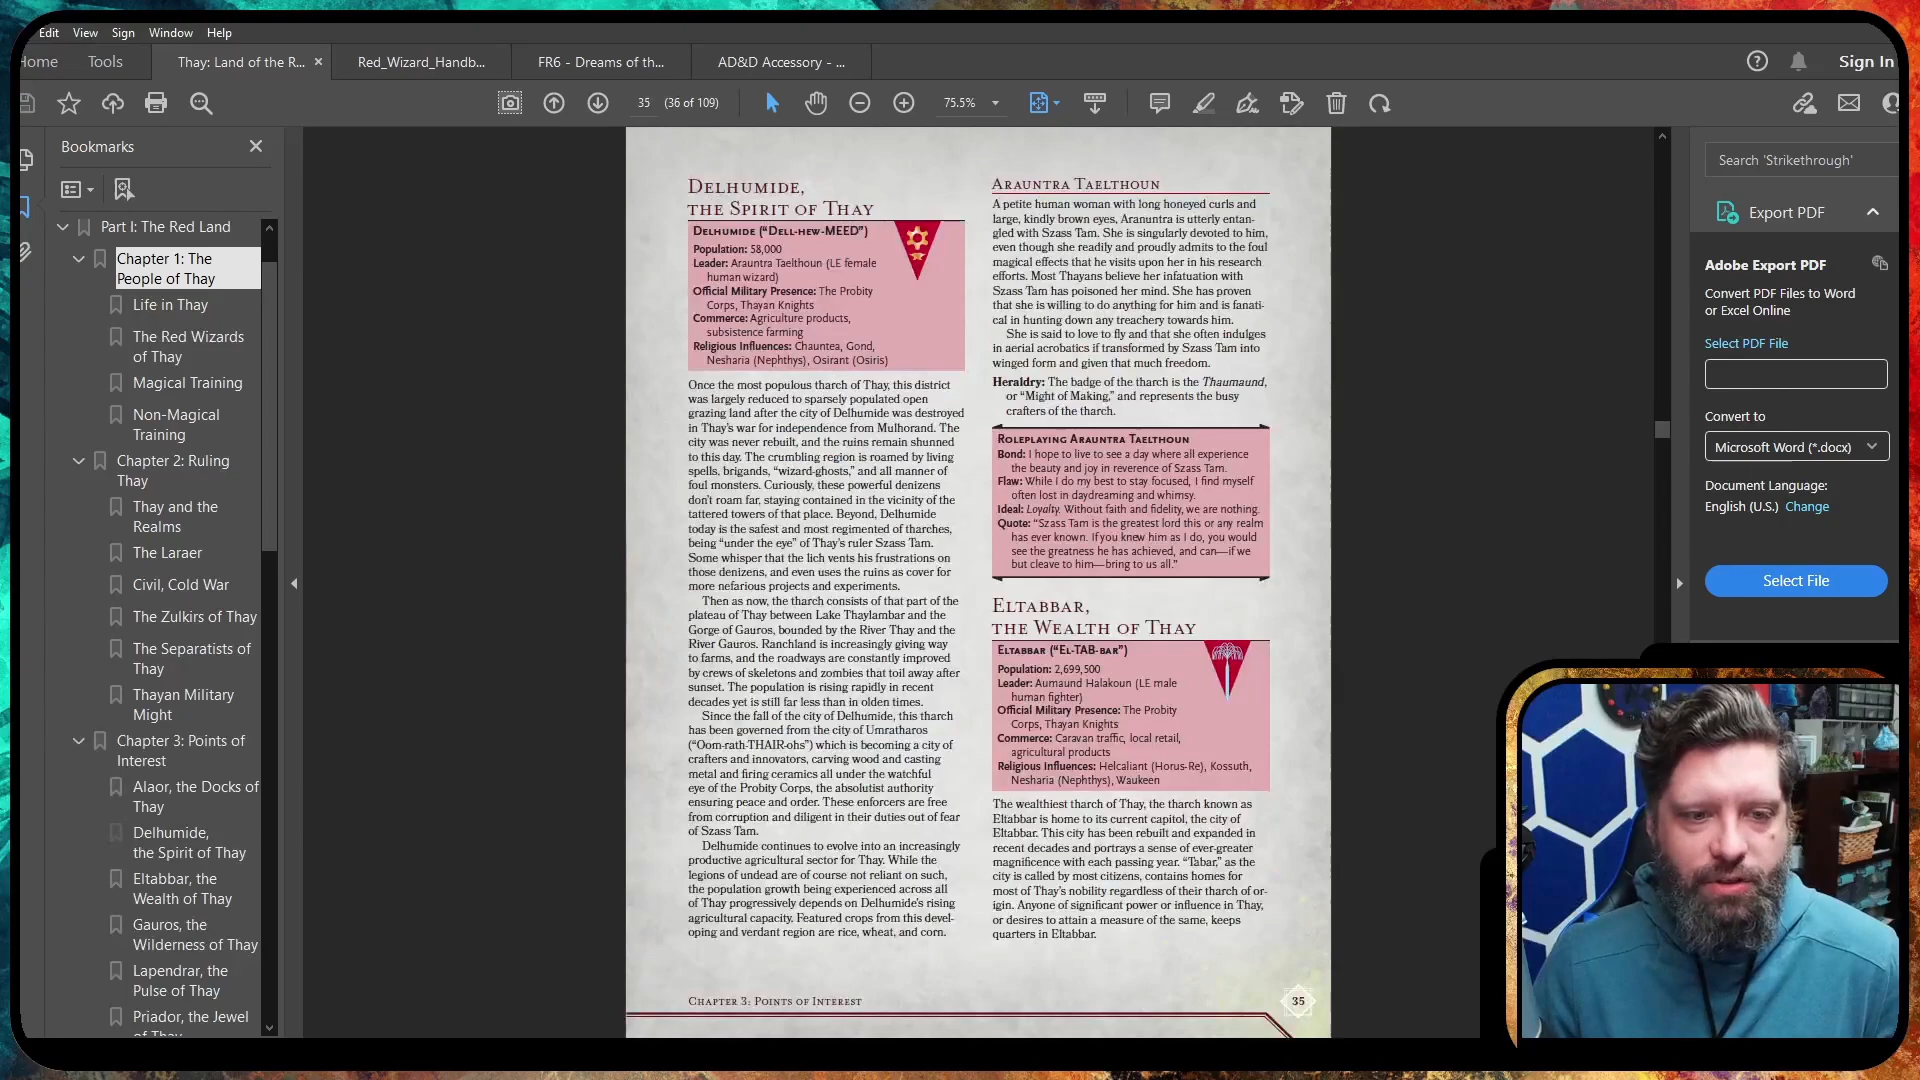 Edit View Sign Window Help
Home Tools Thay: Land of the R... × Red_Wizard_Handb... FR6 - Dreams of th... AD&D Accessory - ... Sign In
35 (36 of 109) 75.5%
Bookmarks
Part I: The Red Land
Chapter 1: The
People of Thay
Life in Thay
The Red Wizards
of Thay
Magical Training
Non-Magical
Training
Chapter 2: Ruling
Thay
Thay and the
Realms
The Laraer
Civil, Cold War
The Zulkirs of Thay
The Separatists of
Thay
Thayan Military
Might
Chapter 3: Points of
Interest
Alaor, the Docks of
Thay
Delhumide,
the Spirit of Thay
Eltabbar, the
Wealth of Thay
Gauros, the
Wilderness of Thay
Lapendrar, the
Pulse of Thay
Priador, the Jewel
of Thay
Delhumide,
the Spirit of Thay
Delhumide (“Dell-hew-MEED”)
Population: 58,000
Leader: Arauntra Taelthoun (LE female
human wizard)
Official Military Presence: The Probity
Corps, Thayan Knights
Commerce: Agriculture products,
subsistence farming
Religious Influences: Chauntea, Gond,
Nesharia (Nephthys), Osirant (Osiris)
Once the most populous tharch of Thay, this district
was largely reduced to sparsely populated open
grazing land after the city of Delhumide was destroyed
in Thay's war for independence from Mulhorand. The
city was never rebuilt, and the ruins remain shunned
to this day. The crumbling region is roamed by living
spells, brigands, “wizard-ghosts,” and all manner of
foul monsters. Curiously, these powerful denizens
don't roam far, staying contained in the vicinity of the
tattered towers of that place. Beyond, Delhumide
today is the safest and most regimented of tharches,
being “under the eye” of Thay's ruler Szass Tam.
Some whisper that the lich vents his frustrations on
those denizens, and even uses the ruins as cover for
more nefarious projects and experiments.
Then as now, the tharch consists of that part of the
plateau of Thay between Lake Thaylambar and the
Gorge of Gauros, bounded by the River Thay and the
River Gauros. Ranchland is increasingly giving way
to farms, and the roadways are constantly improved
by crews of skeletons and zombies that toil away after
sunset. The population is rising rapidly in recent
decades yet is still far less than in olden times.
Since the fall of the city of Delhumide, this tharch
has been governed from the city of Umratharos
(“Oom-rath-THAIR-ohs”) which is becoming a city of
crafters and innovators, carving wood and casting
metal and firing ceramics all under the watchful
eye of the Probity Corps, the absolutist authority
ensuring peace and order. These enforcers are free
from corruption and diligent in their duties out of fear
of Szass Tam.
Delhumide continues to evolve into an increasingly
productive agricultural sector for Thay. While the
legions of undead are of course not reliant on such,
the population growth being experienced across all
of Thay progressively depends on Delhumide's rising
agricultural capacity. Featured crops from this devel-
oping and verdant region are rice, wheat, and corn.
Arauntra Taelthoun
A petite human woman with long honeyed curls and
large, kindly brown eyes, Aranuntra is utterly entan-
gled with Szass Tam. She is singularly devoted to him,
even though she readily and proudly admits to the foul
magical effects that he visits upon her in his research
efforts. Most Thayans believe her infatuation with
Szass Tam has poisoned her mind. She has proven
that she is willing to do anything for him and is fanati-
cal in hunting down any treachery towards him.
She is said to love to fly and that she often indulges
in aerial acrobatics if transformed by Szass Tam into
winged form and given that much freedom.
Heraldry: The badge of the tharch is the Thaumaund,
or “Might of Making,” and represents the busy
crafters of the tharch.
Roleplaying Arauntra Taelthoun
Bond: I hope to live to see a day where all experience
the beauty and joy in reverence of Szass Tam.
Flaw: While I do my best to stay focused, I find myself
often lost in daydreaming and whimsy.
Ideal: Loyalty. Without faith and fidelity, we are nothing.
Quote: “Szass Tam is the greatest lord this or any realm
has ever known. If you knew him as I do, you would
see the greatness he has achieved, and can—if we
but cleave to him—bring to us all.”
Eltabbar,
the Wealth of Thay
Eltabbar (“El-TAB-bar”)
Population: 2,699,500
Leader: Aumaund Halakoun (LE male
human fighter)
Official Military Presence: The Probity
Corps, Thayan Knights
Commerce: Caravan traffic, local retail,
agricultural products
Religious Influences: Helcaliant (Horus-Re), Kossuth,
Nesharia (Nephthys), Waukeen
The wealthiest tharch of Thay, the tharch known as
Eltabbar is home to its current capitol, the city of
Eltabbar. This city has been rebuilt and expanded in
recent decades and portrays a sense of ever-greater
magnificence with each passing year. “Tabar,” as the
city is called by most citizens, contains homes for
most of Thay's nobility regardless of their tharch of or-
igin. Anyone of significant power or influence in Thay,
or desires to attain a measure of the same, keeps
quarters in Eltabbar.
Chapter 3: Points of Interest
35
Search 'Strikethrough'
Export PDF
Adobe Export PDF
Convert PDF Files to Word
or Excel Online
Select PDF File
Convert to
Microsoft Word (*.docx)
Document Language:
English (U.S.) Change
Select File